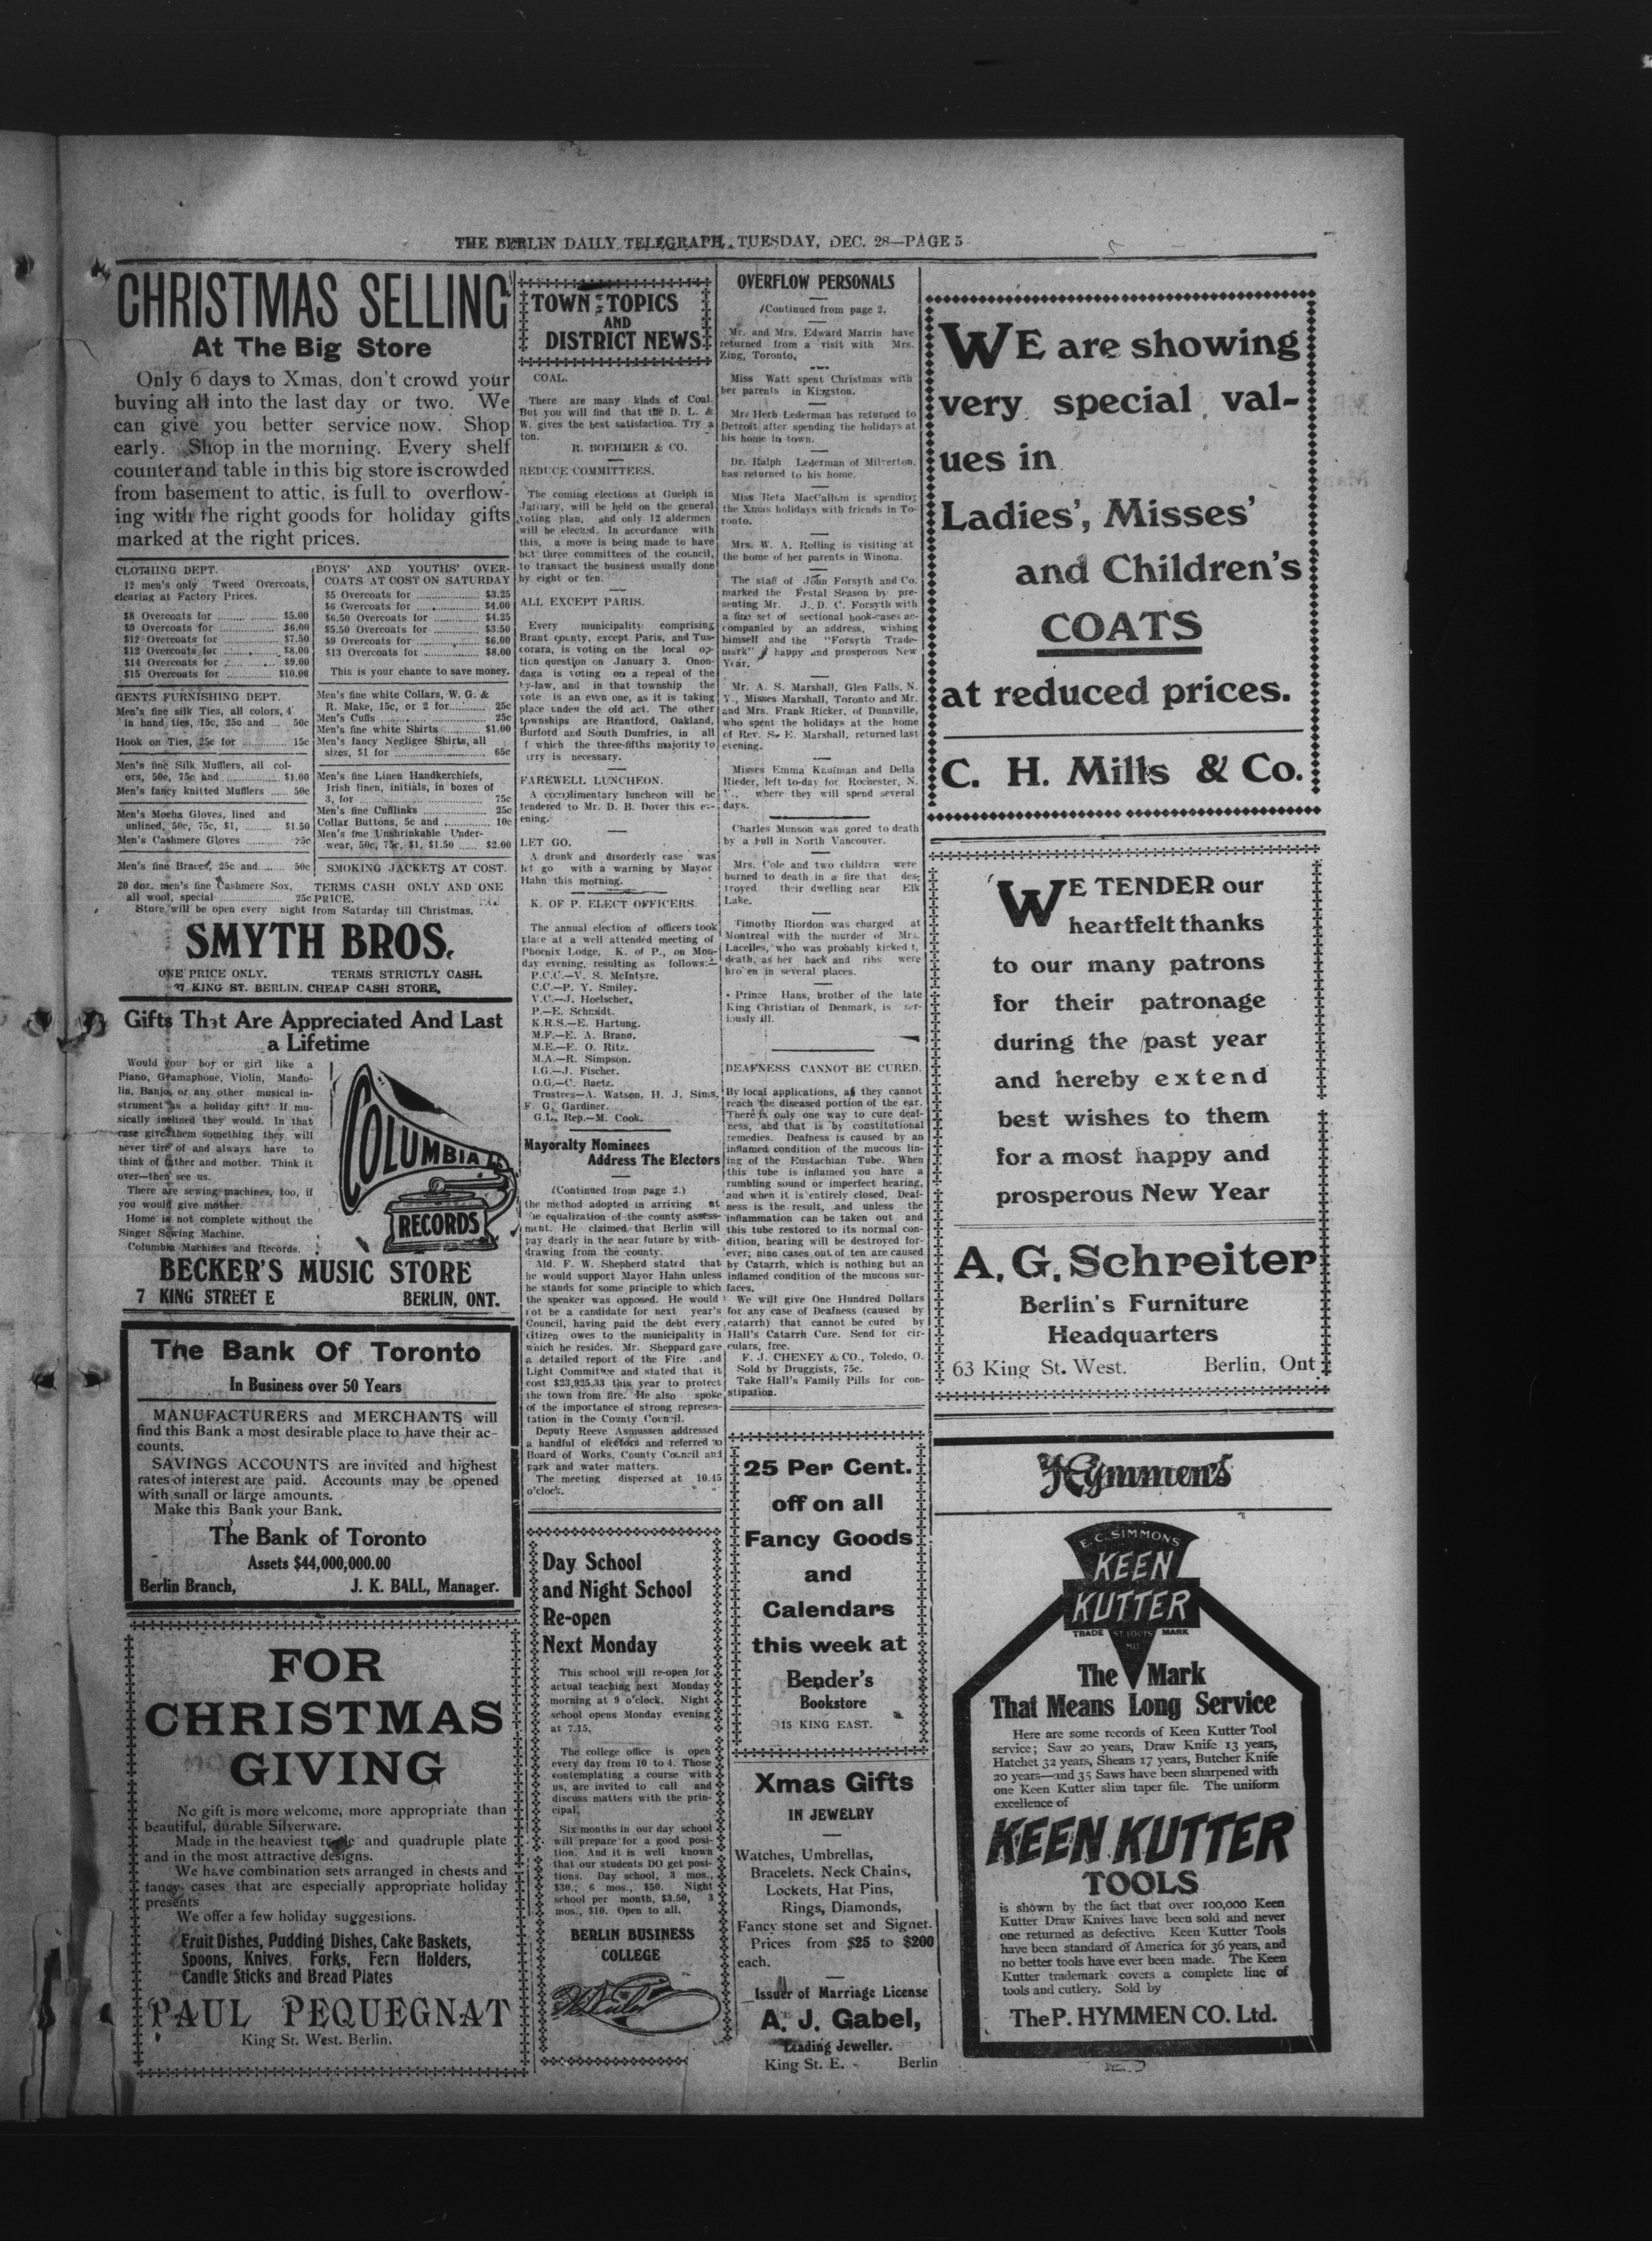 THE BERLIN DAILY TELEGRAPH, TUESDAY, DEC. 28—PAGE 5
CHRISTMAS SELLING
At The Big Store
Only 6 days to Xmas, don't crowd your
buying all into the last day or two. We
can give you better service now. Shop
early. Shop in the morning. Every shelf
counter and table in this big store is crowded
from basement to attic, is full to overflow-
ing with the right goods for holiday gifts
marked at the right prices.
CLOTHING DEPT.
12 men's only Tweed Overcoats,
clearing at Factory Prices.
$8 Overcoats for ............ $5.00
$9 Overcoats for ............ $6.00
$12 Overcoats for ............ $7.50
$13 Overcoats for ............ $8.00
$14 Overcoats for ............ $9.00
$15 Overcoats for ............ $10.00
GENTS FURNISHING DEPT.
Men's fine silk Ties, all colors, 4
in hand ties, 15c, 25c and ... 50c
Hook on Ties, 25c for ............ 15c
Men's fine Silk Mufflers, all col-
ors, 50c, 75c and ............ $1.00
Men's fancy knitted Mufflers ..... 50c
Men's Mocha Gloves, lined and
unlined, 50c, 75c, $1, ........ $1.50
Men's Cashmere Gloves .......... 25c
Men's fine Braces, 25c and....... 50c
20 doz. men's fine Cashmere Sox,
all wool, special ............ 25c
BOYS' AND YOUTHS' OVER-
COATS AT COST ON SATURDAY
$5 Overcoats for ............ $3.25
$6 Overcoats for ............ $4.00
$6.50 Overcoats for ............ $4.25
$5.50 Overcoats for ............ $3.50
$9 Overcoats for ............ $6.00
$13 Overcoats for ............ $8.00
This is your chance to save money.
Men's fine white Collars, W. G. &
R. Make, 15c, or 2 for.......... 25c
Men's Cuffs ............ 25c
Men's fine white Shirts .......... $1.00
Men's fancy Negligee Shirts, all
sizes, $1 for ............ 65c
Men's fine Linen Handkerchiefs,
Irish linen, initials, in boxes of
3, for ............ 75c
Men's fine Cufflinks ............ 25c
Collar Buttons, 5c and ........... 10c
Men's fine Unshrinkable Under-
wear, 50c, 75c, $1, $1.50 ...... $2.00
SMOKING JACKETS AT COST.
TERMS CASH ONLY AND ONE
PRICE.
Store will be open every night from Saturday till Christmas.
SMYTH BROS.
ONE PRICE ONLY. TERMS STRICTLY CASH.
KING ST. BERLIN. CHEAP CASH STORE.
Gifts That Are Appreciated And Last
a Lifetime
Would your boy or girl like a
Piano, Gramaphone, Violin, Mando-
lin, Banjo, or any other musical in-
strument as a holiday gift? If mu-
sically inclined they would. In that
case give them something they will
never tire of and always have to
think of father and mother. Think it
over—then see us.
There are sewing machines, too, if
you would give mother.
Home is not complete without the
Singer Sewing Machine.
Columbia Machines and Records.
COLUMBIA
RECORDS
BECKER'S MUSIC STORE
7 KING STREET E BERLIN, ONT.
The Bank Of Toronto
In Business over 50 Years
MANUFACTURERS and MERCHANTS will
find this Bank a most desirable place to have their ac-
counts.
SAVINGS ACCOUNTS are invited and highest
rates of interest are paid. Accounts may be opened
with small or large amounts.
Make this Bank your Bank.
The Bank of Toronto
Assets $44,000,000.00
Berlin Branch, J. K. BALL, Manager.
FOR
CHRISTMAS
GIVING
No gift is more welcome, more appropriate than
beautiful, durable Silverware.
Made in the heaviest and quadruple plate
and in the most attractive designs.
We have combination sets arranged in chests and
fancy cases that are especially appropriate holiday
presents
We offer a few holiday suggestions.
Fruit Dishes, Pudding Dishes, Cake Baskets,
Spoons, Knives, Forks, Fern Holders,
Candle Sticks and Bread Plates
PAUL PEQUEGNAT
King St. West. Berlin.
TOWN TOPICS
AND
DISTRICT NEWS
COAL.
There are many kinds of Coal.
But you will find that the D. L. &
W. gives the best satisfaction. Try a
ton.
R. BOEHMER & CO.
REDUCE COMMITTEES.
The coming elections at Guelph in
January, will be held on the general
voting plan, and only 12 aldermen
will be elected. In accordance with
this, a move is being made to have
but three committees of the council,
to transact the business usually done
by eight or ten.
ALL EXCEPT PARIS.
Every municipality comprising
Brant county, except Paris, and Tus-
corara, is voting on the local op-
tion question on January 3. Onon-
daga is voting on a repeal of the
by-law, and in that township the
vote is an even one, as it is taking
place under the old act. The other
townships are Brantford, Oakland,
Burford and South Dumfries, in all
f which the three-fifths majority to
arry is necessary.
FAREWELL LUNCHEON.
A complimentary luncheon will be
tendered to Mr. D. B. Dover this ev-
ening.
LET GO.
A drunk and disorderly case was
let go with a warning by Mayor
Hahn this morning.
K. OF P. ELECT OFFICERS.
The annual election of officers took
place at a well attended meeting of
Phoenix Lodge, K. of P., on Mon-
day evening, resulting as follows:—
P.C.C.—V. S. McIntyre.
C.C.—P. Y. Smiley.
V.C.—J. Hoelscher.
P.—E. Schmidt.
K.R.S.—E. Hartung.
M.F.—E. A. Brand.
M.E.—E. O. Ritz.
M.A.—R. Simpson.
I.G.—J. Fischer.
O.G.—C. Baetz.
Trustees—A. Watson, H. J. Sims,
F. G. Gardiner.
G.L. Rep.—M. Cook.
Mayoralty Nominees
Address The Electors
(Continued from page 2.)
the method adopted in arriving at
he equalization of the county assess-
ment. He claimed that Berlin will
pay dearly in the near future by with-
drawing from the county.
Ald. F. W. Shepherd stated that
he would support Mayor Hahn unless
he stands for some principle to which
the speaker was opposed. He would
not be a candidate for next year's
Council, having paid the debt every
citizen owes to the municipality in
which he resides. Mr. Sheppard gave
a detailed report of the Fire and
Light Committee and stated that it
cost $23,925.33 this year to protect
the town from fire. He also spoke
of the importance of strong represen-
tation in the County Council.
Deputy Reeve Asmussen addressed
a handful of electors and referred to
Board of Works, County Council and
park and water matters.
The meeting dispersed at 10.45
o'clock.
Day School
and Night School
Re-open
Next Monday
This school will re-open for
actual teaching next Monday
morning at 9 o'clock. Night
school opens Monday evening
at 7.15.
The college office is open
every day from 10 to 4. Those
contemplating a course with
us, are invited to call and
discuss matters with the prin-
cipal.
Six months in our day school
will prepare for a good posi-
tion. And it is well known
that our students DO get posi-
tions. Day school, 3 mos.,
$30.; 6 mos., $50. Night
school per month, $3.50, 3
mos., $10. Open to all.
BERLIN BUSINESS
COLLEGE
OVERFLOW PERSONALS
(Continued from page 2.
Mr. and Mrs. Edward Marrin have
returned from a visit with Mrs.
Zing, Toronto.
Miss Watt spent Christmas with
her parents in Kingston.
Mr. Herb Lederman has returned to
Detroit after spending the holidays at
his home in town.
Dr. Ralph Lederman of Milverton,
has returned to his home.
Miss Reta MacCallum is spending
the Xmas holidays with friends in To-
ronto.
Mrs. W. A. Rolling is visiting at
the home of her parents in Winona.
The staff of John Forsyth and Co.
marked the Festal Season by pre-
senting Mr. J. D. C. Forsyth with
a fine set of sectional book-cases ac-
companied by an address, wishing
himself and the "Forsyth Trade-
mark" a happy and prosperous New
Year.
Mr. A. S. Marshall, Glen Falls, N.
Y., Misses Marshall, Toronto and Mr.
and Mrs. Frank Ricker, of Dunnville,
who spent the holidays at the home
of Rev. S. E. Marshall, returned last
evening.
Misses Emma Kaufman and Della
Rieder, left to-day for Rochester, N.
Y., where they will spend several
days.
Charles Munson was gored to death
by a bull in North Vancouver.
Mrs. Cole and two children were
burned to death in a fire that des-
troyed their dwelling near Elk
Lake.
Timothy Riordon was charged at
Montreal with the murder of Mrs.
Lacelles, who was probably kicked t,
death, as her back and ribs were
bro en in several places.
Prince Hans, brother of the late
King Christian of Denmark, is ser-
iously ill.
DEAFNESS CANNOT BE CURED.
By local applications, as they cannot
reach the diseased portion of the ear.
There is only one way to cure deaf-
ness, and that is by constitutional
remedies. Deafness is caused by an
inflamed condition of the mucous lin-
ing of the Eustachian Tube. When
this tube is inflamed you have a
rumbling sound or imperfect hearing,
and when it is entirely closed, Deaf-
ness is the result, and unless the
inflammation can be taken out and
this tube restored to its normal con-
dition, hearing will be destroyed for-
ever; nine cases out of ten are caused
by Catarrh, which is nothing but an
inflamed condition of the mucous sur-
faces.
We will give One Hundred Dollars
for any case of Deafness (caused by
catarrh) that cannot be cured by
Hall's Catarrh Cure. Send for cir-
culars, free.
F. J. CHENEY & CO., Toledo, O.
Sold by Druggists, 75c.
Take Hall's Family Pills for con-
stipation.
25 Per Cent.
off on all
Fancy Goods
and
Calendars
this week at
Bender's
Bookstore
15 KING EAST.
Xmas Gifts
IN JEWELRY
Watches, Umbrellas,
Bracelets, Neck Chains,
Lockets, Hat Pins,
Rings, Diamonds,
Fancy stone set and Signet.
Prices from $25 to $200
each.
Issuer of Marriage License
A. J. Gabel,
Leading Jeweller.
King St. E. - Berlin
WE are showing
very special val-
ues in
Ladies', Misses'
and Children's
COATS
at reduced prices.
C. H. Mills & Co.
WE TENDER our
heartfelt thanks
to our many patrons
for their patronage
during the past year
and hereby extend
best wishes to them
for a most happy and
prosperous New Year
A. G. Schreiter
Berlin's Furniture
Headquarters
63 King St. West. Berlin, Ont
Hymmen's
E. C. SIMMONS
KEEN
KUTTER
TRADE ST. LOUIS MARK
MO.
The Mark
That Means Long Service
Here are some records of Keen Kutter Tool
service; Saw 20 years, Draw Knife 13 years,
Hatchet 32 years, Shears 17 years, Butcher Knife
20 years—and 35 Saws have been sharpened with
one Keen Kutter slim taper file. The uniform
excellence of
KEEN KUTTER
TOOLS
is shown by the fact that over 100,000 Keen
Kutter Draw Knives have been sold and never
one returned as defective. Keen Kutter Tools
have been standard of America for 36 years, and
no better tools have ever been made. The Keen
Kutter trademark covers a complete line of
tools and cutlery. Sold by
The P. HYMMEN CO. Ltd.